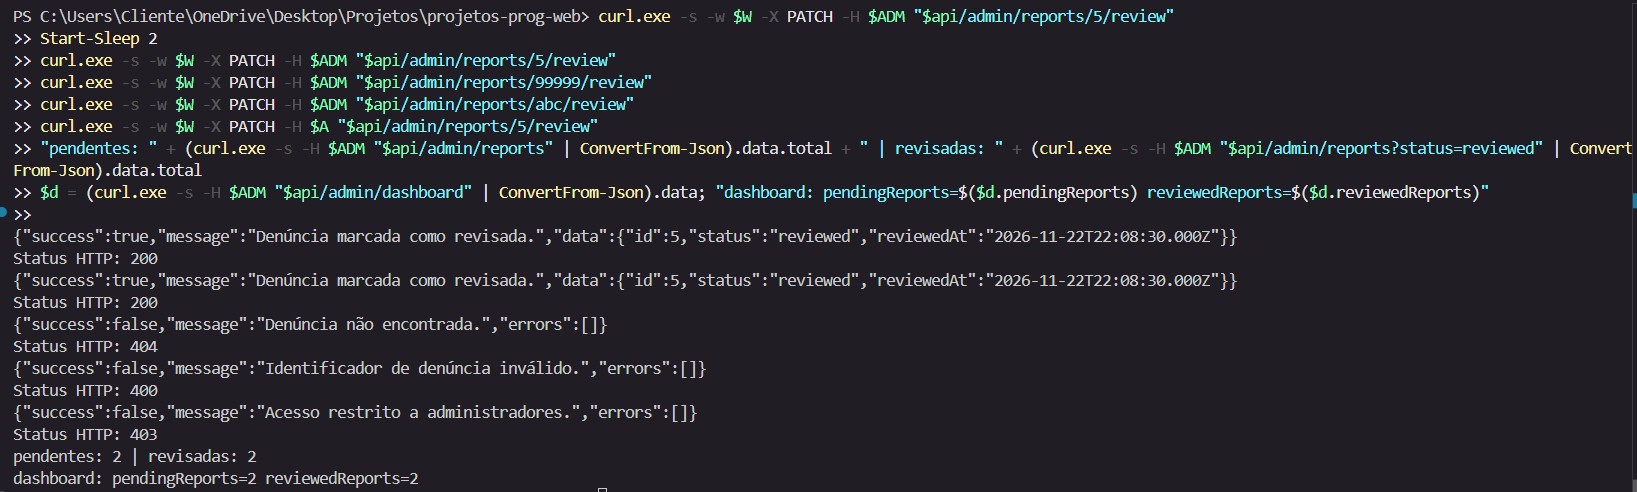 PS C:\Users\Cliente\OneDrive\Desktop\Projetos\projetos-prog-web> curl.exe -s -w $W -X PATCH -H $ADM "$api/admin/reports/5/review"
>> Start-Sleep 2
>> curl.exe -s -w $W -X PATCH -H $ADM "$api/admin/reports/5/review"
>> curl.exe -s -w $W -X PATCH -H $ADM "$api/admin/reports/99999/review"
>> curl.exe -s -w $W -X PATCH -H $ADM "$api/admin/reports/abc/review"
>> curl.exe -s -w $W -X PATCH -H $A "$api/admin/reports/5/review"
>> "pendentes: " + (curl.exe -s -H $ADM "$api/admin/reports" | ConvertFrom-Json).data.total + " | revisadas: " + (curl.exe -s -H $ADM "$api/admin/reports?status=reviewed" | Convert
From-Json).data.total
>> $d = (curl.exe -s -H $ADM "$api/admin/dashboard" | ConvertFrom-Json).data; "dashboard: pendingReports=$($d.pendingReports) reviewedReports=$($d.reviewedReports)"
>>
{"success":true,"message":"Denúncia marcada como revisada.","data":{"id":5,"status":"reviewed","reviewedAt":"2026-11-22T22:08:30.000Z"}}
Status HTTP: 200
{"success":true,"message":"Denúncia marcada como revisada.","data":{"id":5,"status":"reviewed","reviewedAt":"2026-11-22T22:08:30.000Z"}}
Status HTTP: 200
{"success":false,"message":"Denúncia não encontrada.","errors":[]}
Status HTTP: 404
{"success":false,"message":"Identificador de denúncia inválido.","errors":[]}
Status HTTP: 400
{"success":false,"message":"Acesso restrito a administradores.","errors":[]}
Status HTTP: 403
pendentes: 2 | revisadas: 2
dashboard: pendingReports=2 reviewedReports=2